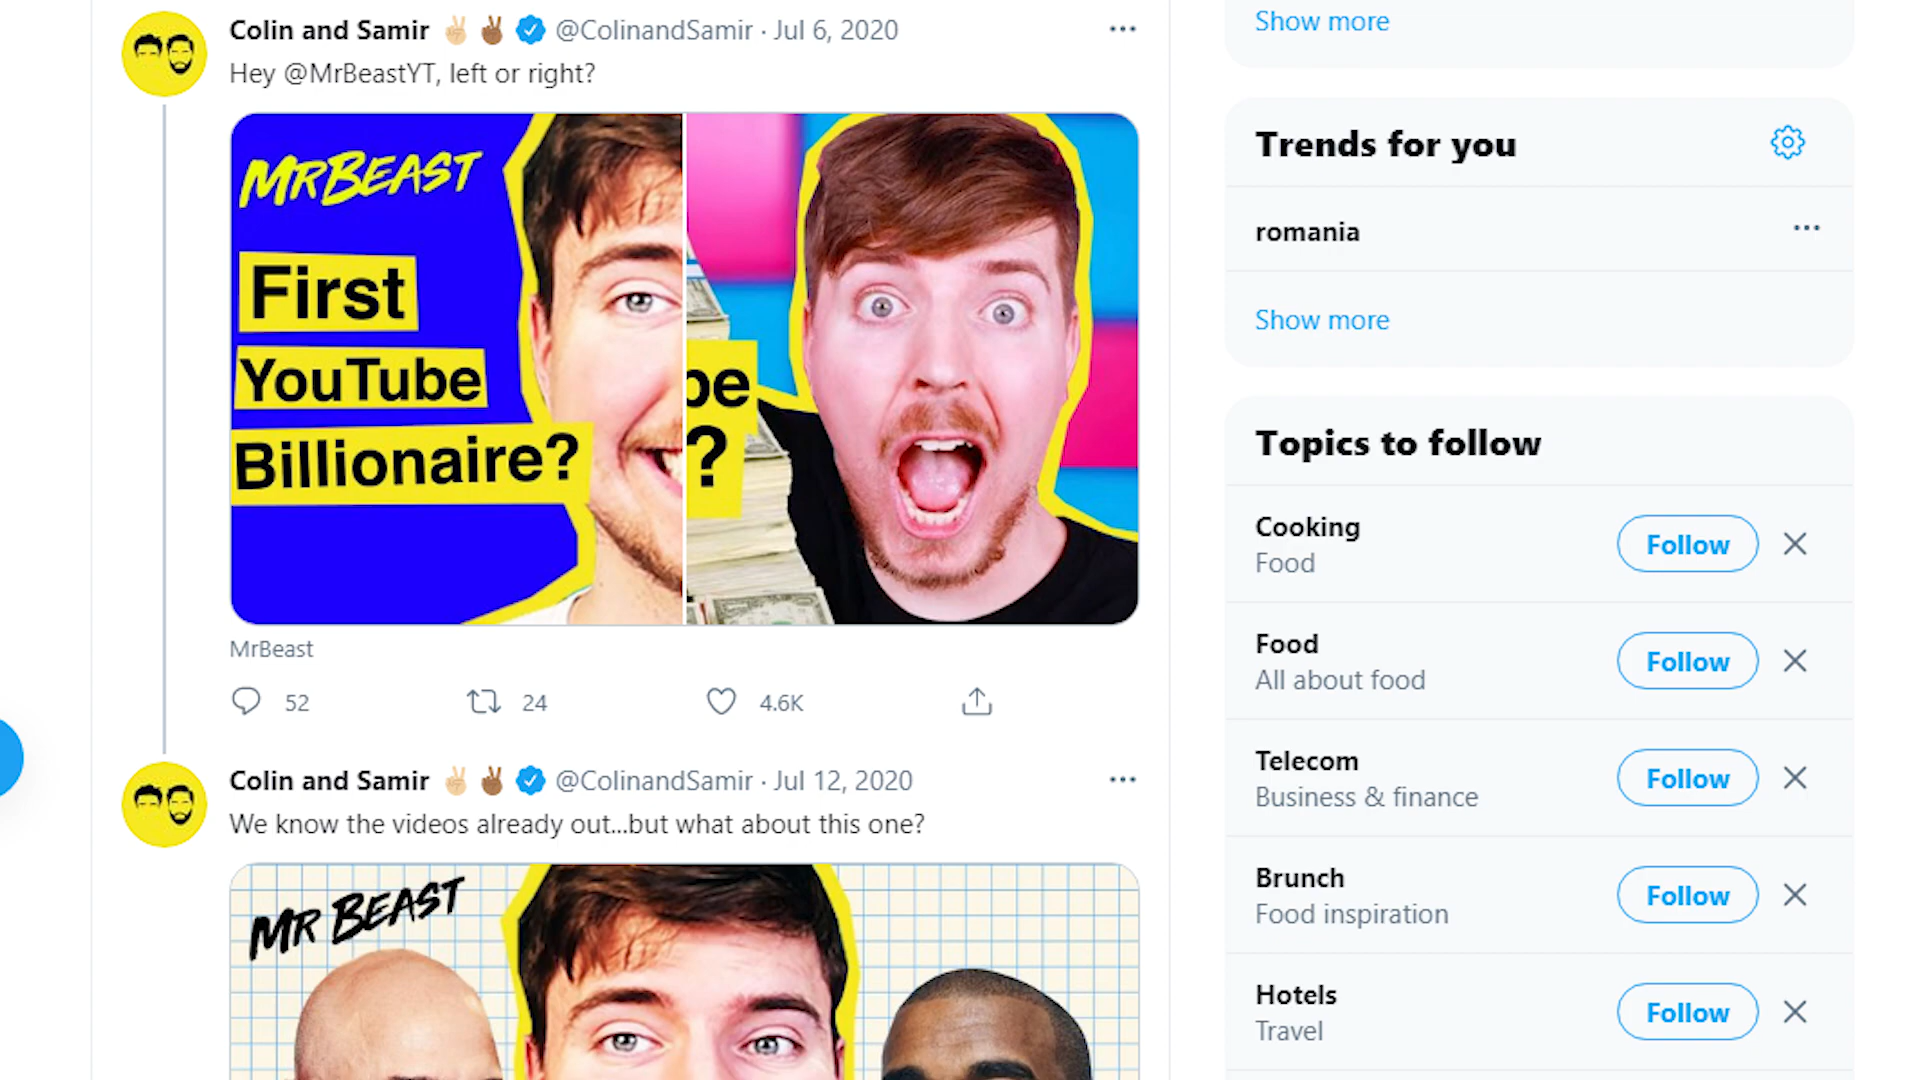 Colin and Samir ✌🏼 ✌🏾 @ColinandSamir · Jul 6, 2020
Hey @MrBeastYT, left or right?
MRBEAST
First
YouTube
Billionaire?
be
?
MrBeast
52 24 4.6K
Colin and Samir ✌🏼 ✌🏾 @ColinandSamir · Jul 12, 2020
We know the videos already out...but what about this one?
MR BEAST
Show more
Trends for you
romania
Show more
Topics to follow
Cooking
Food
Follow
Food
All about food
Follow
Telecom
Business & finance
Follow
Brunch
Food inspiration
Follow
Hotels
Travel
Follow